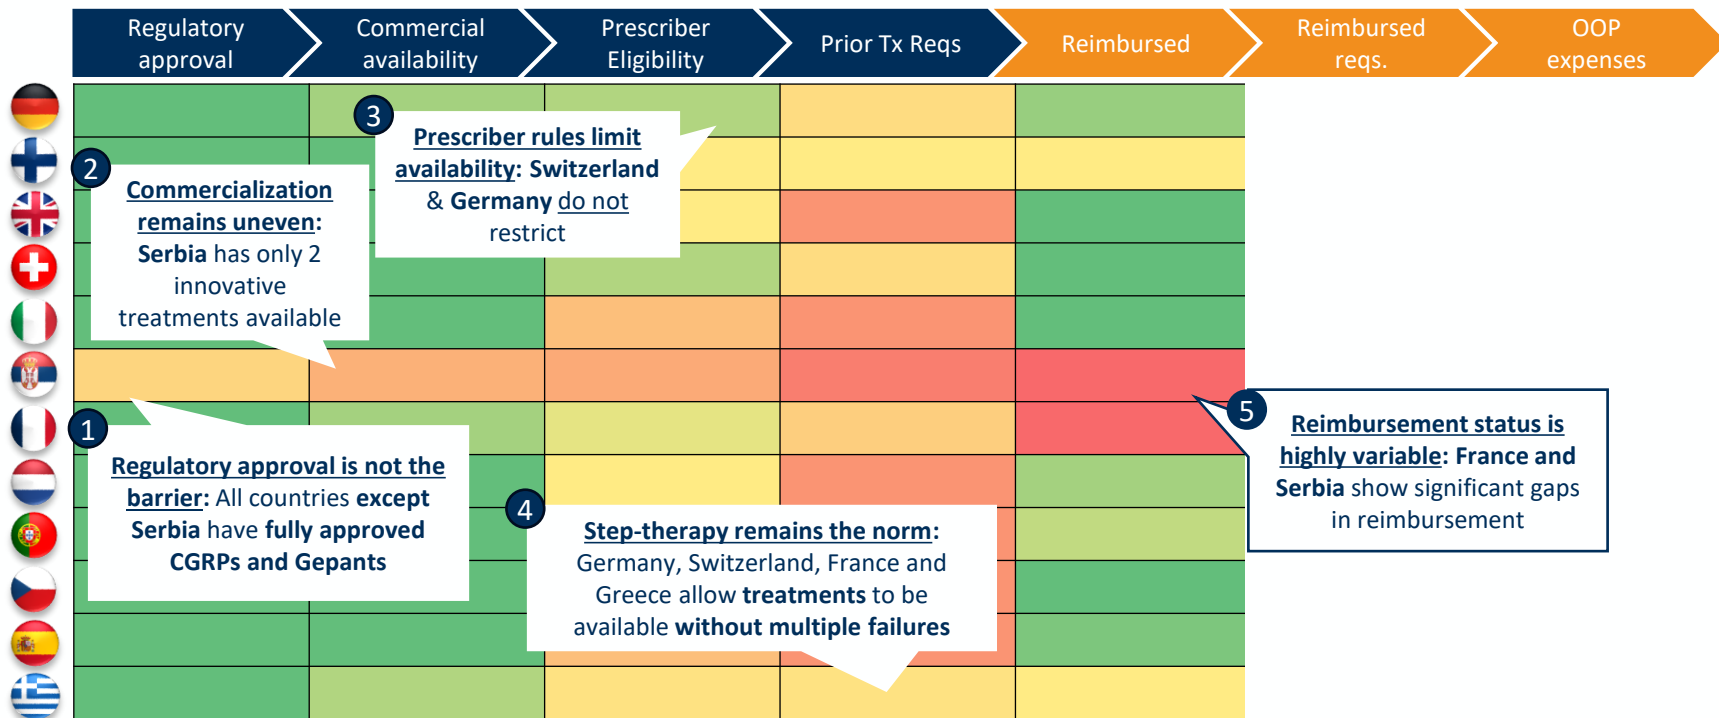 Regulatory
approval
Commercial
availability
Prescriber
Eligibility
Prior Tx Reqs
Reimbursed
Reimbursed
reqs.
OOP
expenses
3
Prescriber rules limit
availability: Switzerland
& Germany do not
restrict
2
Commercialization
remains uneven:
Serbia has only 2
innovative
treatments available
1
Regulatory approval is not the
barrier: All countries except
Serbia have fully approved
CGRPs and Gepants
5
Reimbursement status is
highly variable: France and
Serbia show significant gaps
in reimbursement
4
Step-therapy remains the norm:
Germany, Switzerland, France and
Greece allow treatments to be
available without multiple failures